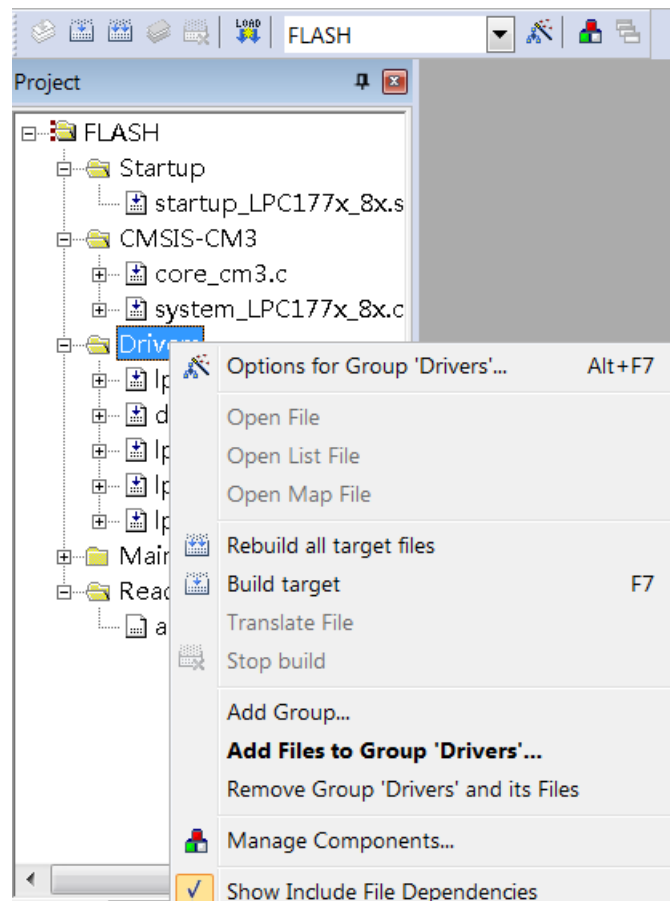 LOAD
FLASH
Project
FLASH
Startup
startup_LPC177x_8x.s
CMSIS-CM3
core_cm3.c
system_LPC177x_8x.c
Options for Group 'Drivers'... Alt+F7
Open File
Open List File
Open Map File
Rebuild all target files
Build target F7
Translate File
Stop build
Add Group...
Add Files to Group 'Drivers'...
Remove Group 'Drivers' and its Files
Manage Components...
Show Include File Dependencies